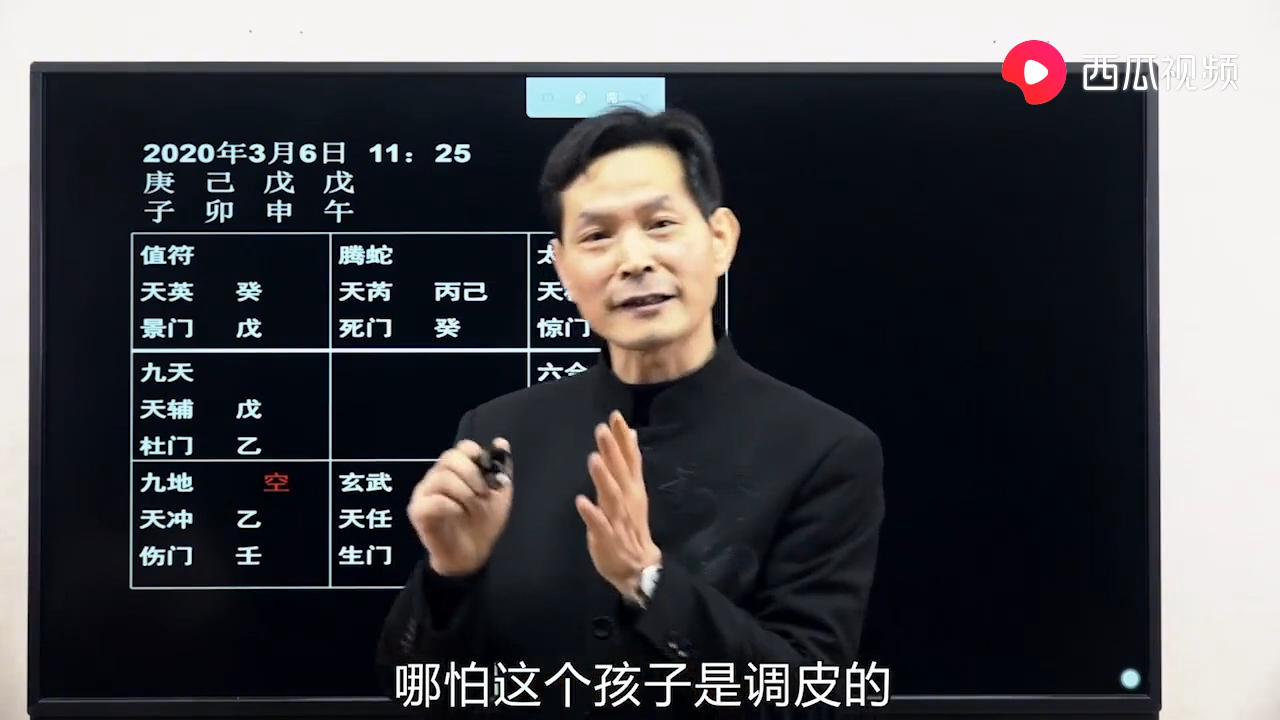 西瓜视频
2020年3月6日 11：25
庚 己 戊 戊
子 卯 申 午
值符 腾蛇 太
天英 癸 天芮 丙己 天
景门 戊 死门 癸 惊门
九天 六合
天辅 戊
杜门 乙
九地 空 玄武
天冲 乙 天任
伤门 壬 生门
哪怕这个孩子是调皮的